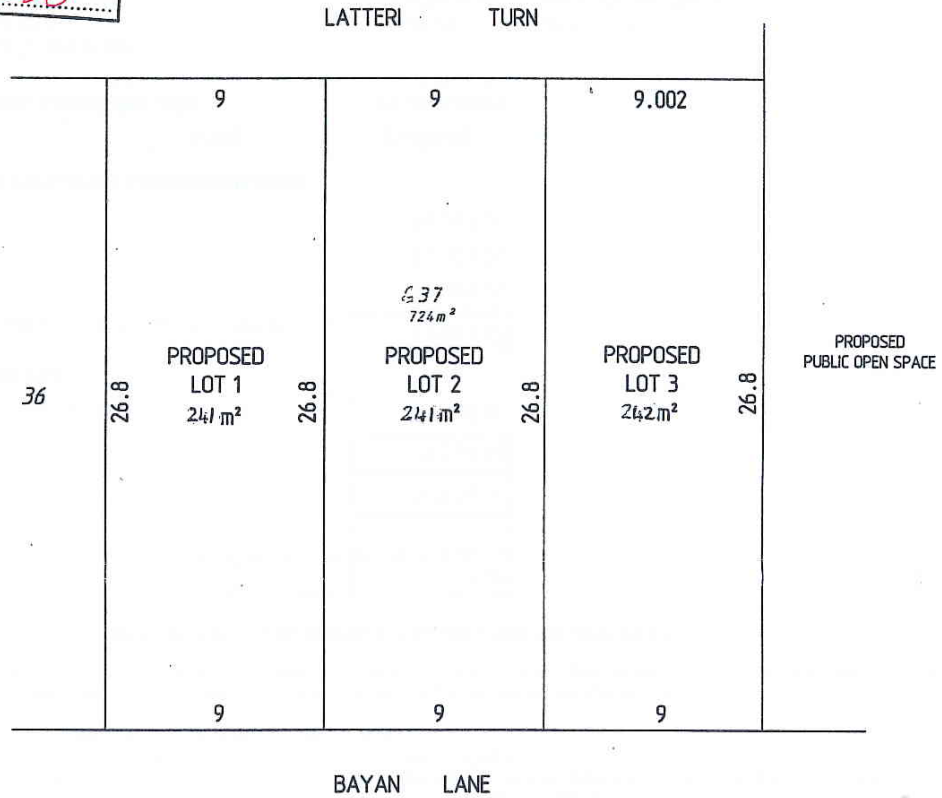 LATTERI TURN
9 9 9.002
637
724m²
PROPOSED
LOT 1
241m²
PROPOSED
LOT 2
241m²
PROPOSED
LOT 3
242m²
PROPOSED
PUBLIC OPEN SPACE
36
26.8 26.8 26.8 26.8
9 9 9
BAYAN LANE